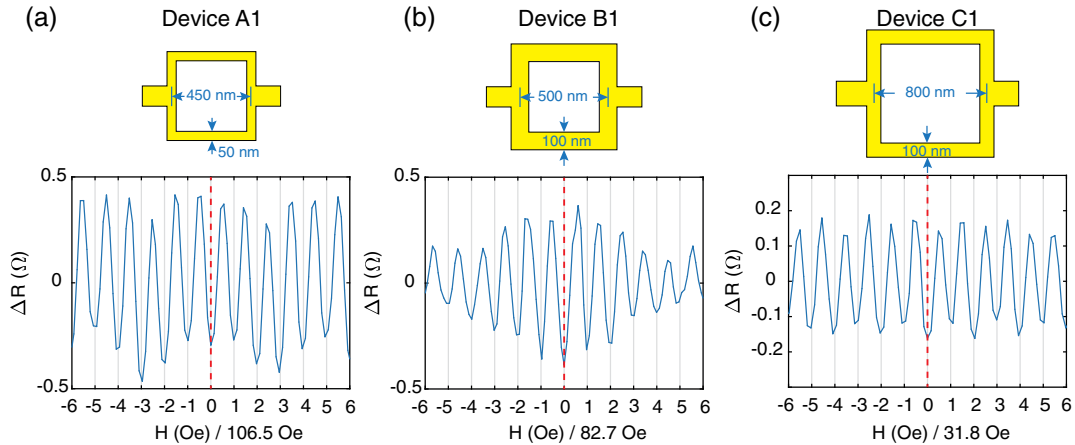 (a) Device A1
450 nm
50 nm
0.5
0
-0.5
ΔR (Ω)
-6 -5 -4 -3 -2 -1 0 1 2 3 4 5 6
H (Oe) / 106.5 Oe
(b) Device B1
500 nm
100 nm
0.5
0
-0.5
ΔR (Ω)
-6 -5 -4 -3 -2 -1 0 1 2 3 4 5 6
H (Oe) / 82.7 Oe
(c) Device C1
800 nm
100 nm
0.2
0.1
0
-0.1
-0.2
ΔR (Ω)
-6 -5 -4 -3 -2 -1 0 1 2 3 4 5 6
H (Oe) / 31.8 Oe